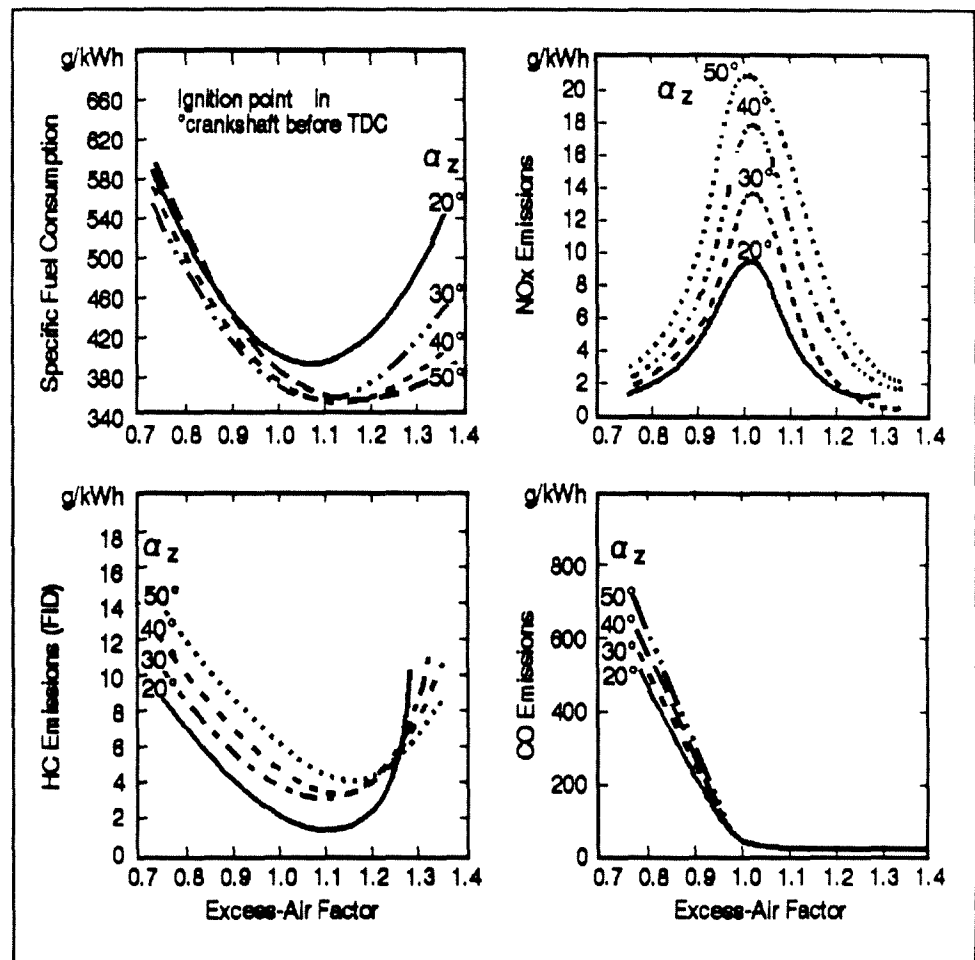 g/kWh
Specific Fuel Consumption
660
620
580
540
500
460
420
380
340
Ignition point in
°crankshaft before TDC
αz
20°
30°
40°
50°
0.7 0.8 0.9 1.0 1.1 1.2 1.3 1.4
g/kWh
NOx Emissions
20
18
16
14
12
10
8
6
4
2
0
αz
50°
40°
30°
20°
0.7 0.8 0.9 1.0 1.1 1.2 1.3 1.4
g/kWh
HC Emissions (FID)
18
16
14
12
10
8
6
4
2
0
αz
50°
40°
30
20°
0.7 0.8 0.9 1.0 1.1 1.2 1.3 1.4
Excess-Air Factor
g/kWh
CO Emissions
800
600
400
200
0
αz
50°
40°
30°
20°
0.7 0.8 0.9 1.0 1.1 1.2 1.3 1.4
Excess-Air Factor